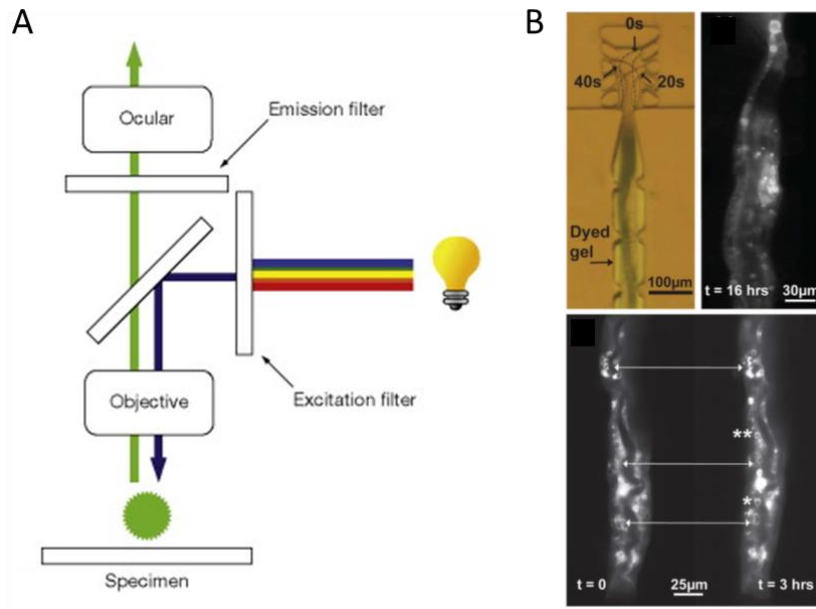 A
Ocular
Emission filter
Objective
Excitation filter
Specimen
B
0s
40s
20s
Dyed
gel
100µm
t = 16 hrs
30µm
**
*
t = 0
25µm
t = 3 hrs